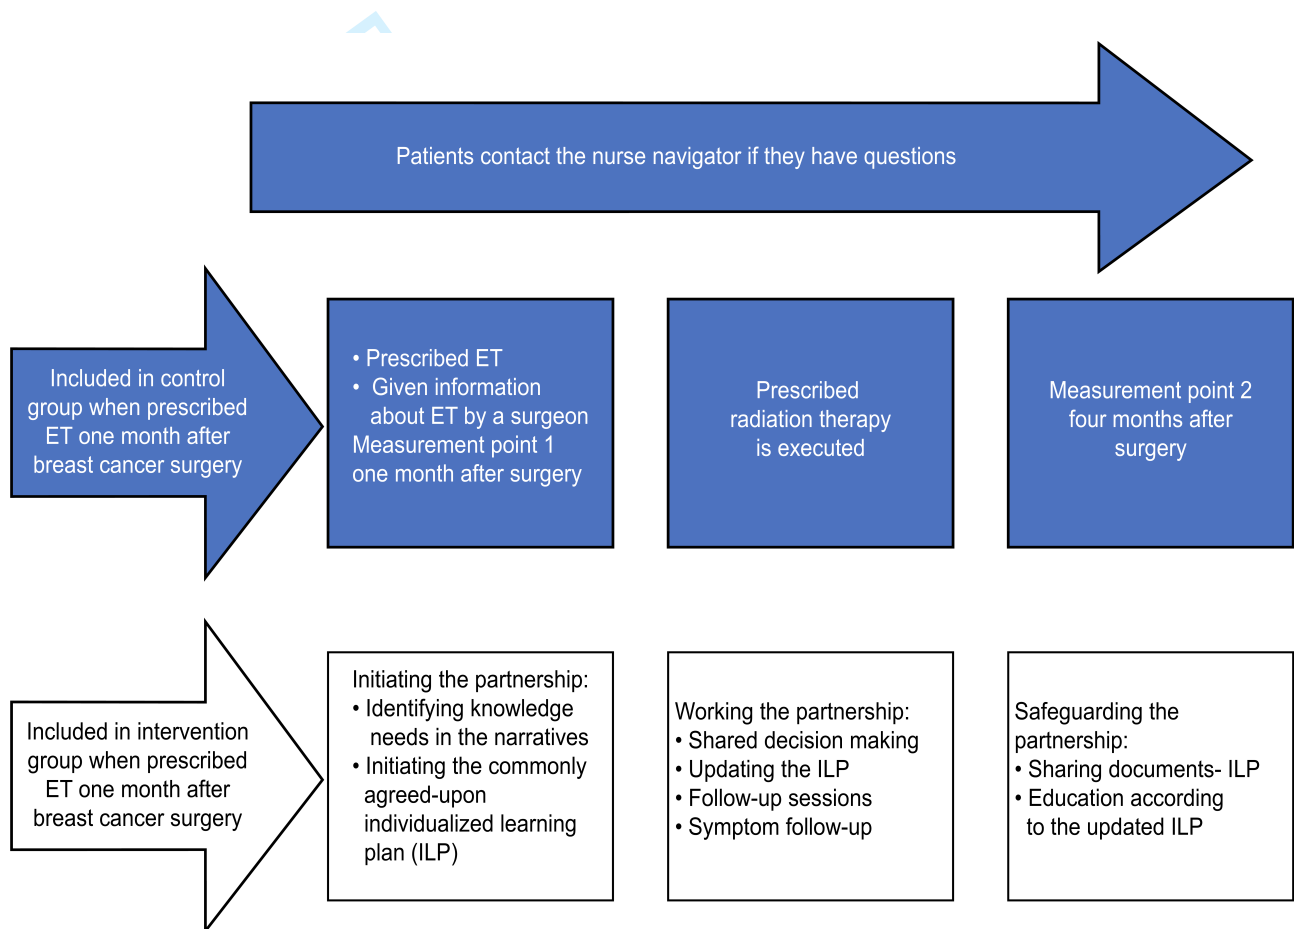 Patients contact the nurse navigator if they have questions
Included in control
group when prescribed
ET one month after
breast cancer surgery
• Prescribed ET
• Given information
about ET by a surgeon
Measurement point 1
one month after surgery
Prescribed
radiation therapy
is executed
Measurement point 2
four months after
surgery
Included in intervention
group when prescribed
ET one month after
breast cancer surgery
Initiating the partnership:
• Identifying knowledge
needs in the narratives
• Initiating the commonly
agreed-upon
individualized learning
plan (ILP)
Working the partnership:
• Shared decision making
• Updating the ILP
• Follow-up sessions
• Symptom follow-up
Safeguarding the
partnership:
• Sharing documents- ILP
• Education according
to the updated ILP